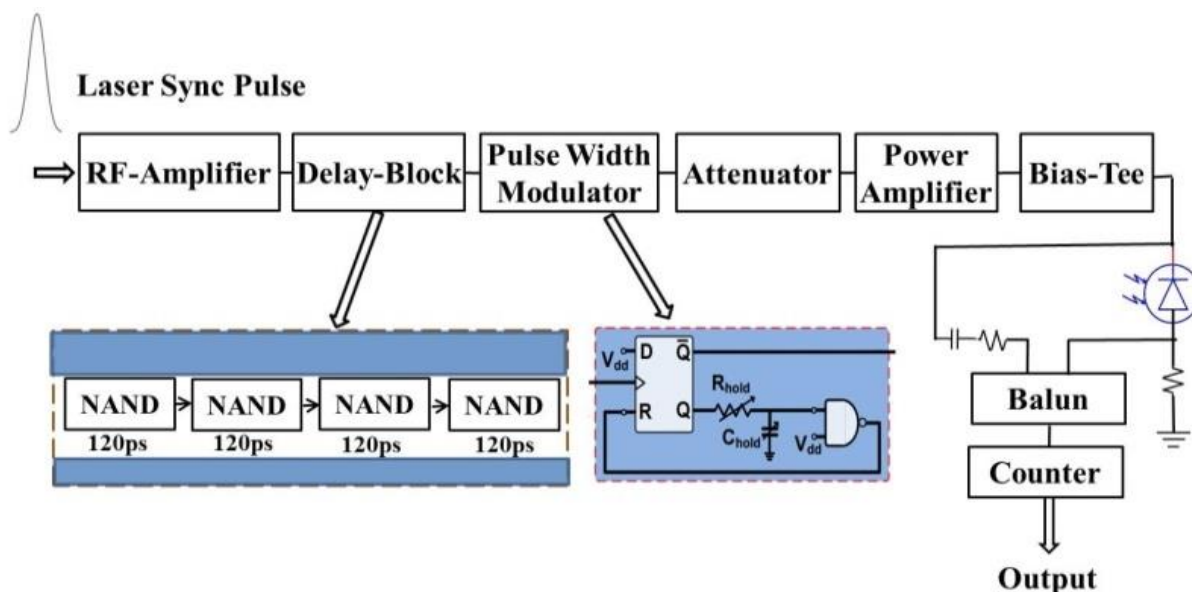 Laser Sync Pulse
RF-Amplifier
Delay-Block
Pulse Width
Modulator
Attenuator
Power
Amplifier
Bias-Tee
NAND
NAND
NAND
NAND
120ps
120ps
120ps
120ps
Vdd
D
Q̅
R
Q
Rhold
Chold
Vdd
Balun
Counter
Output